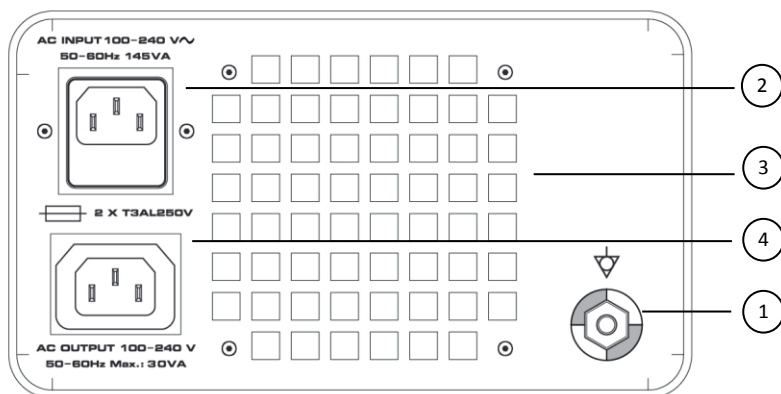 AC INPUT 100-240 V∿
50-60Hz 145VA
2
3
2 X T3AL250V
4
1
AC OUTPUT 100-240 V
50-60Hz Max.: 30VA